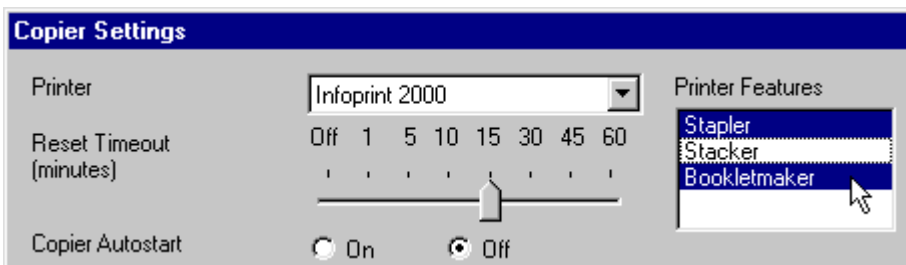 Copier Settings
Printer
Infoprint 2000
Printer Features
Reset Timeout
(minutes)
Off 1 5 10 15 30 45 60
Stapler
Stacker
Bookletmaker
Copier Autostart
On
Off